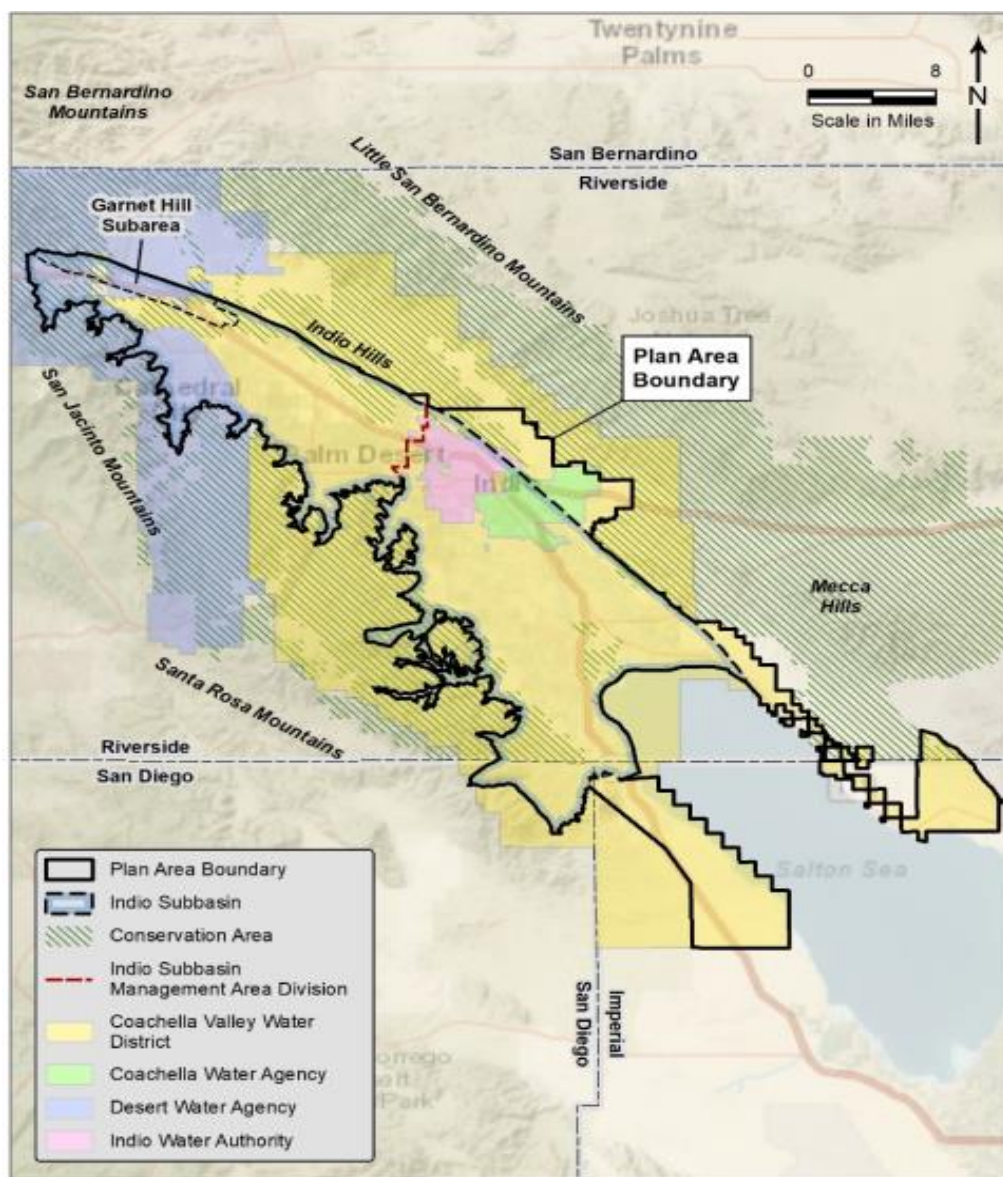 Twentynine
Palms
0 8
Scale in Miles
N
San Bernardino
Mountains
San Bernardino
Riverside
Little San Bernardino Mountains
Garnet Hill
Subarea
Indio Hills
Joshua Tree
Plan Area
Boundary
San Jacinto Mountains
Cathedral
Palm Desert
Indio
Mecca
Hills
Santa Rosa Mountains
Riverside
San Diego
Salton Sea
Imperial
San Diego
Plan Area Boundary
Indio Subbasin
Conservation Area
Indio Subbasin
Management Area Division
Coachella Valley Water
District
Coachella Water Agency
Desert Water Agency
Indio Water Authority